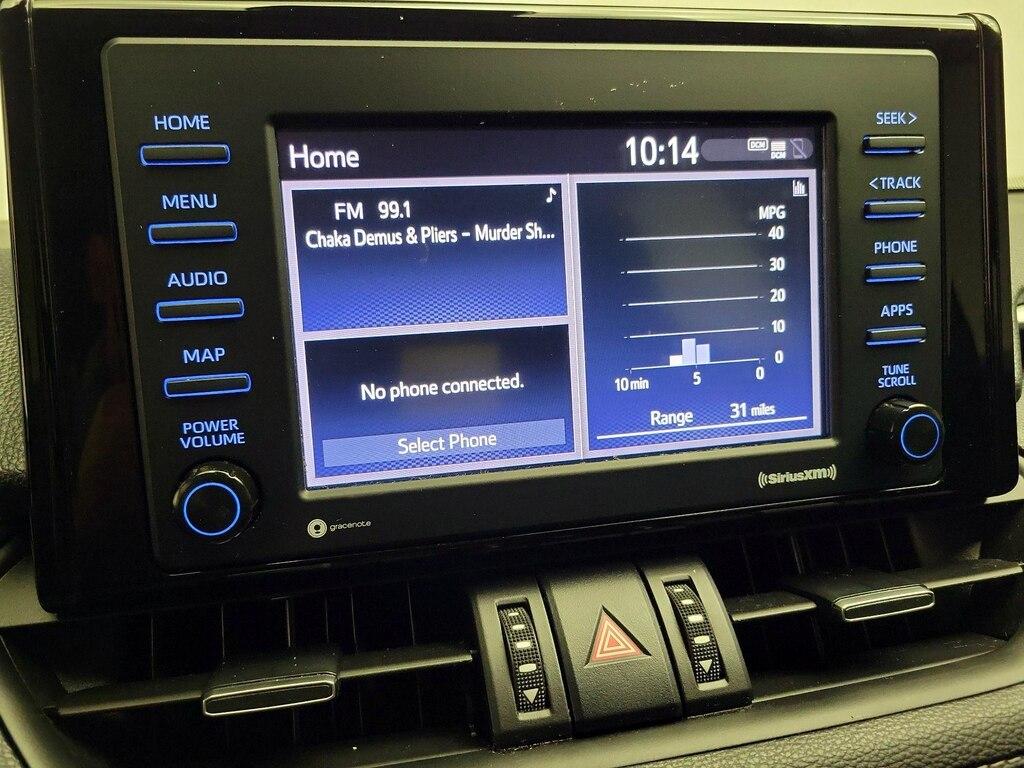 HOME
MENU
AUDIO
MAP
POWER
VOLUME
Home
10:14
DCM
DCM
FM 99.1
Chaka Demus & Pliers - Murder Sh...
No phone connected.
Select Phone
MPG
40
30
20
10
0
10 min 5 0
Range 31 miles
SEEK >
< TRACK
PHONE
APPS
TUNE
SCROLL
gracenote
((SiriusXM))